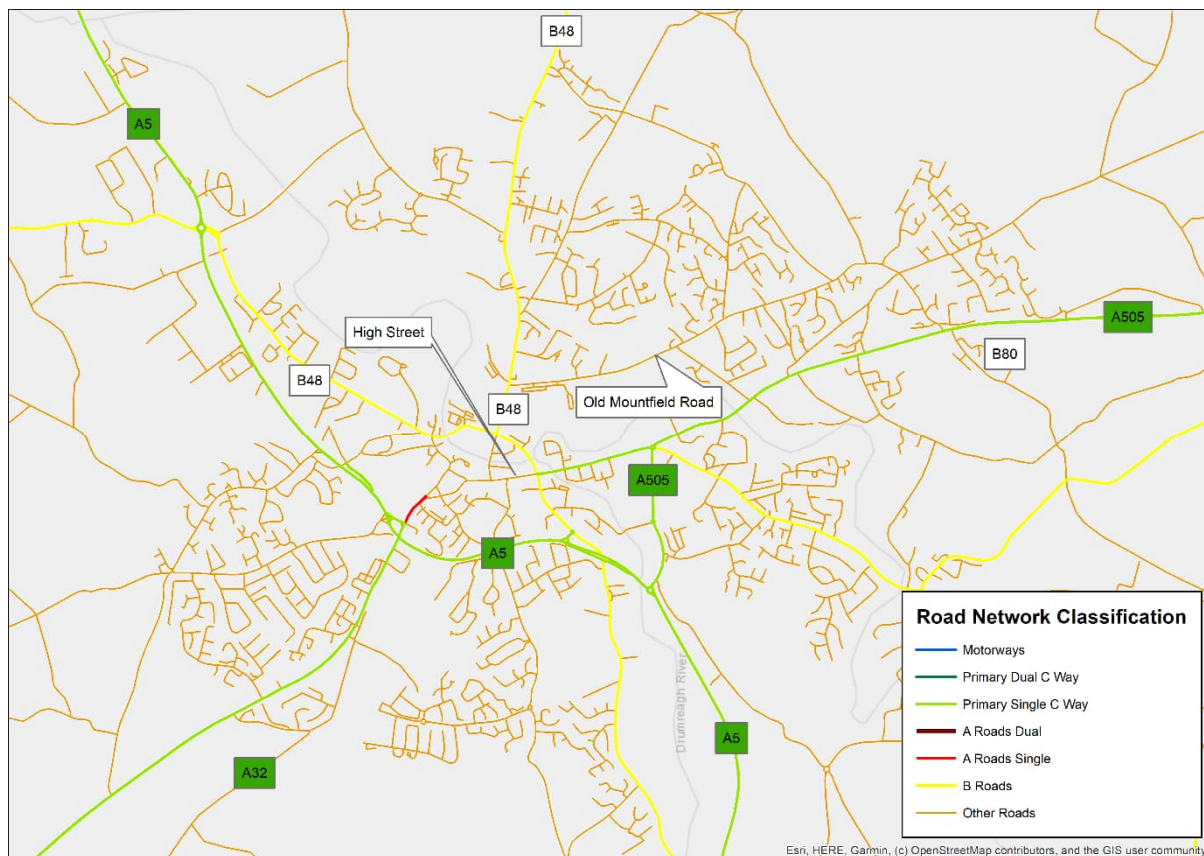 B48
A5
A505
High Street
B80
B48
Old Mountfield Road
B48
A505
A5
Road Network Classification
Motorways
Primary Dual C Way
Primary Single C Way
A Roads Dual
A Roads Single
B Roads
Other Roads
Drumreagh River
A5
A32
Esri, HERE, Garmin, (c) OpenStreetMap contributors, and the GIS user community